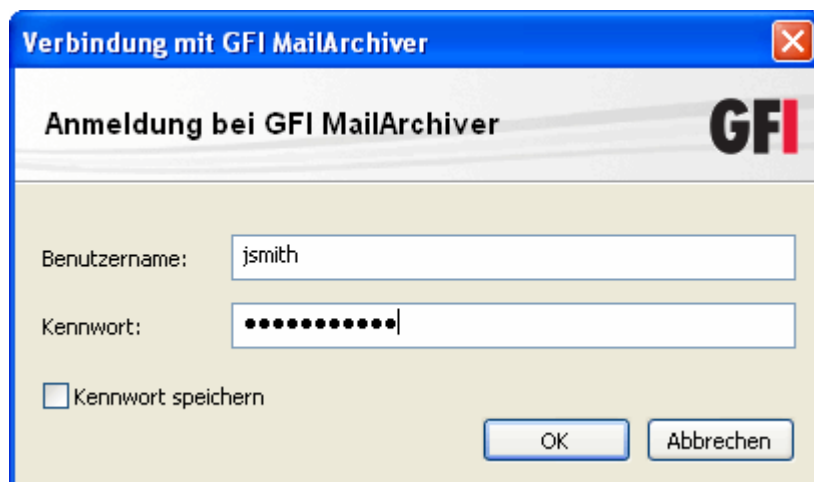 Verbindung mit GFI MailArchiver
Anmeldung bei GFI MailArchiver
GFI
Benutzername:
jsmith
Kennwort:
●●●●●●●●●●●
Kennwort speichern
OK
Abbrechen